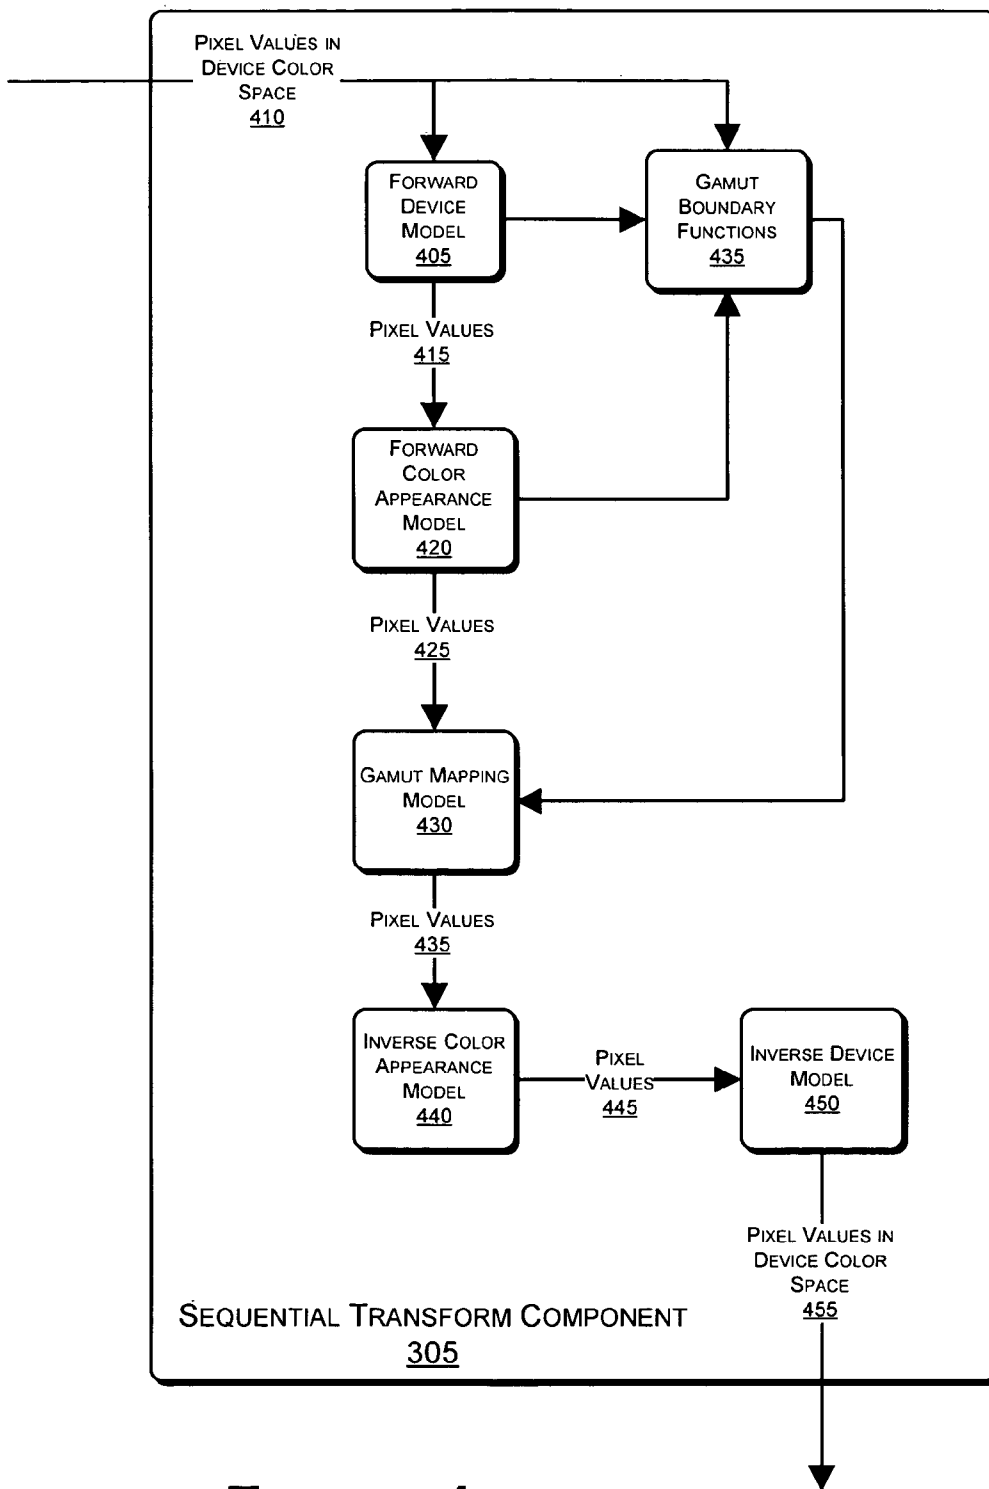 PIXEL VALUES IN
DEVICE COLOR
SPACE
410
FORWARD
DEVICE
MODEL
405
GAMUT
BOUNDARY
FUNCTIONS
435
PIXEL VALUES
415
FORWARD
COLOR
APPEARANCE
MODEL
420
PIXEL VALUES
425
GAMUT MAPPING
MODEL
430
PIXEL VALUES
435
INVERSE COLOR
APPEARANCE
MODEL
440
PIXEL
VALUES
445
INVERSE DEVICE
MODEL
450
PIXEL VALUES IN
DEVICE COLOR
SPACE
455
SEQUENTIAL TRANSFORM COMPONENT
305